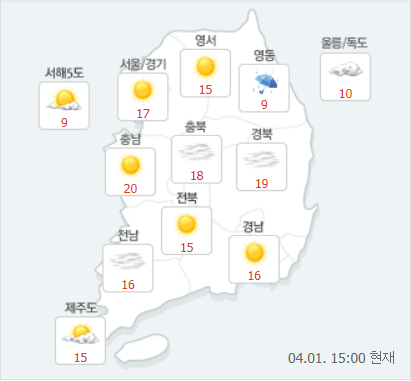 영서
15
영동
9
울릉/독도
10
서해5도
9
서울/경기
17
충남
20
충북
18
경북
19
전북
15
전남
16
경남
16
제주도
15
04.01. 15:00 현재